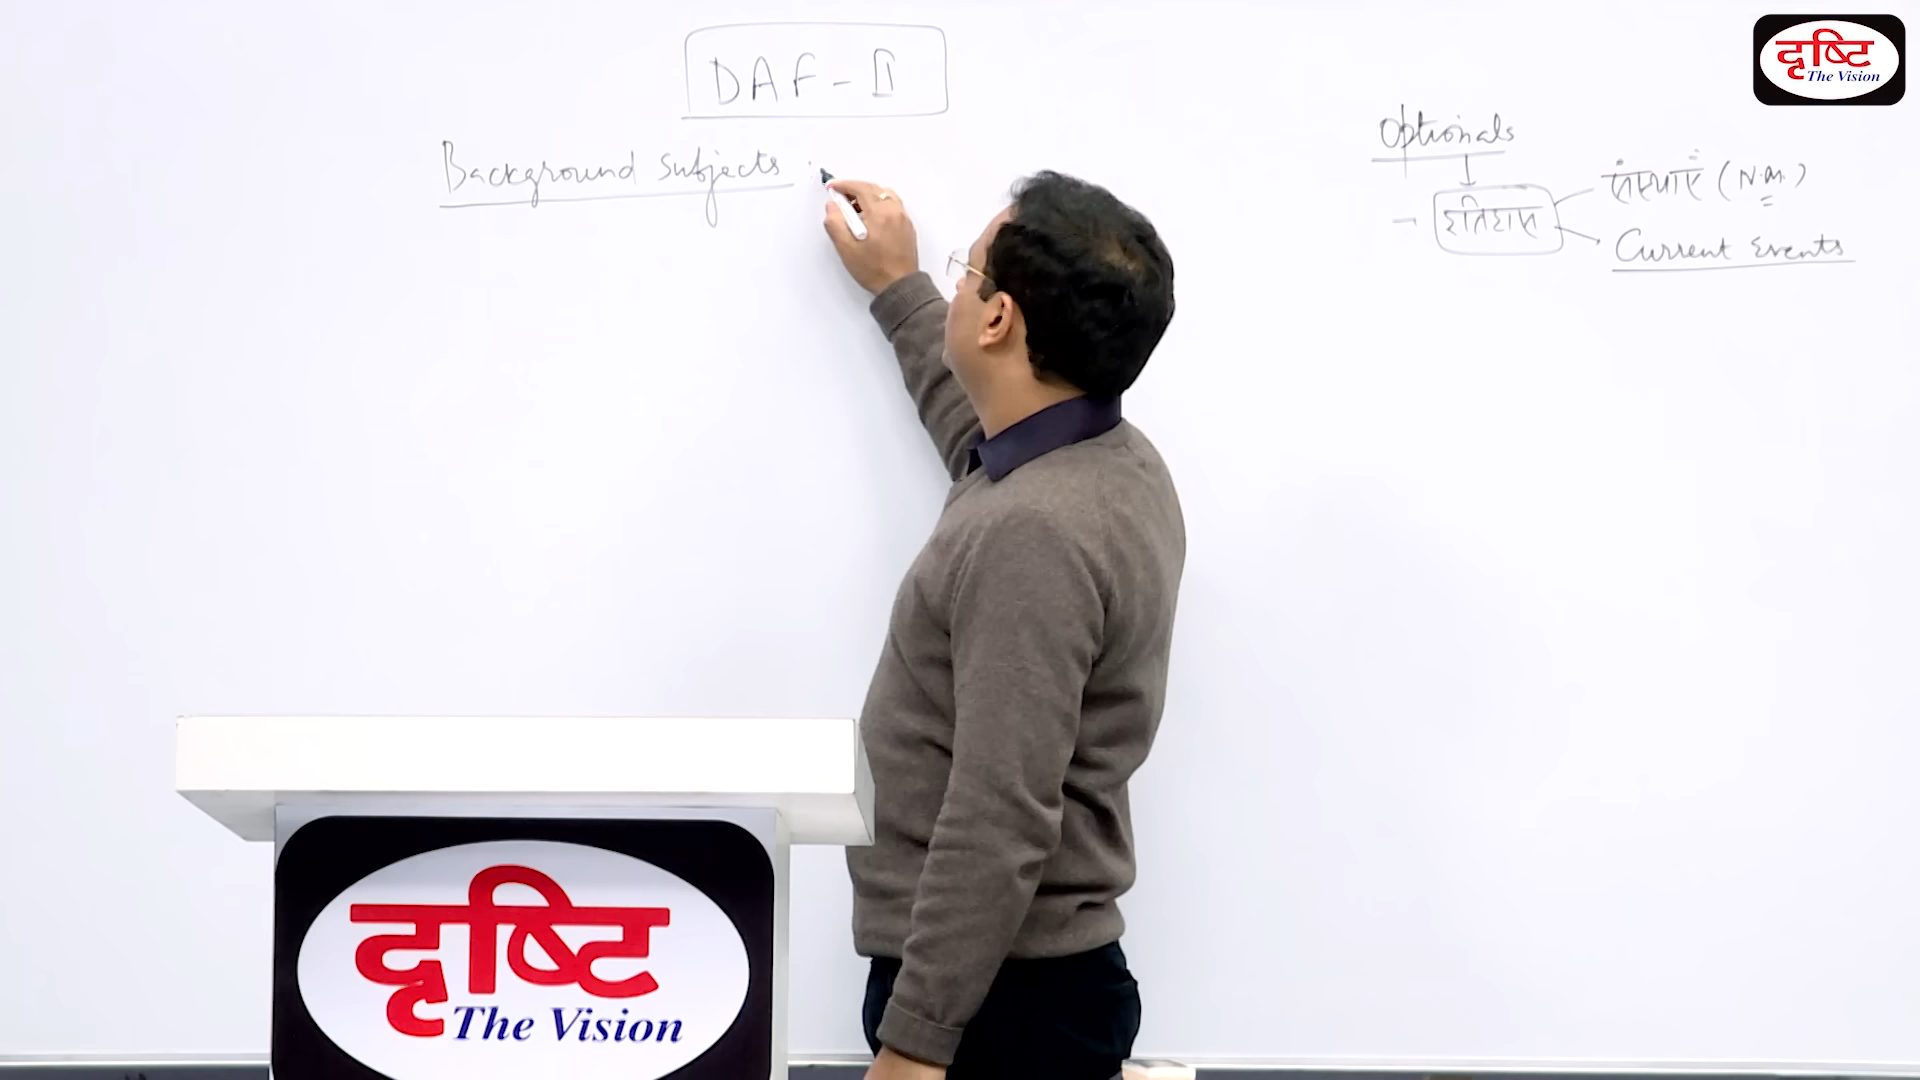 DAF - II
Background Subjects :
Optionals
इतिहास
संस्थाएं (N.M.)
Current Events
दृष्टि
The Vision
दृष्टि
The Vision